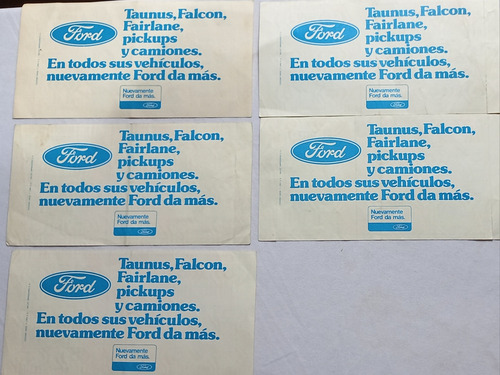 Ford
Taunus, Falcon,
Fairlane,
pickups
y camiones.
En todos sus vehículos,
nuevamente Ford da más.
Nuevamente
Ford da más.
Ford
Ford
Taunus, Falcon,
Fairlane,
pickups
y camiones.
En todos sus vehículos,
nuevamente Ford da más.
Nuevamente
Ford da más.
Ford
Ford
Taunus, Falcon,
Fairlane,
pickups
y camiones.
En todos sus vehículos,
nuevamente Ford da más.
Nuevamente
Ford da más.
Ford
Ford
Taunus, Falcon,
Fairlane,
pickups
y camiones.
En todos sus vehículos,
nuevamente Ford da más.
Nuevamente
Ford da más.
Ford
Ford
Taunus, Falcon,
Fairlane,
pickups
y camiones.
En todos sus vehículos,
nuevamente Ford da más.
Nuevamente
Ford da más.
Ford